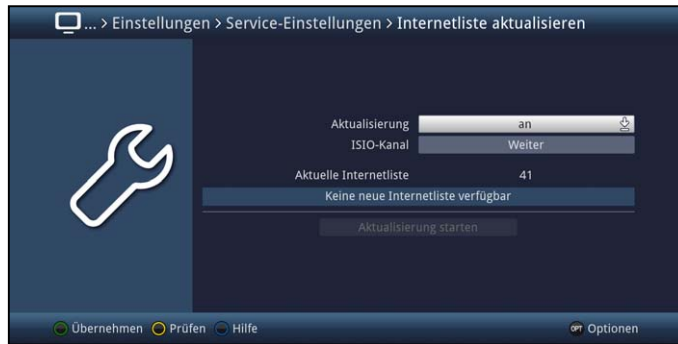 ... > Einstellungen > Service-Einstellungen > Internetliste aktualisieren
Aktualisierung an
ISIO-Kanal Weiter
Aktuelle Internetliste 41
Keine neue Internetliste verfügbar
Aktualisierung starten
Übernehmen Prüfen Hilfe OPT Optionen